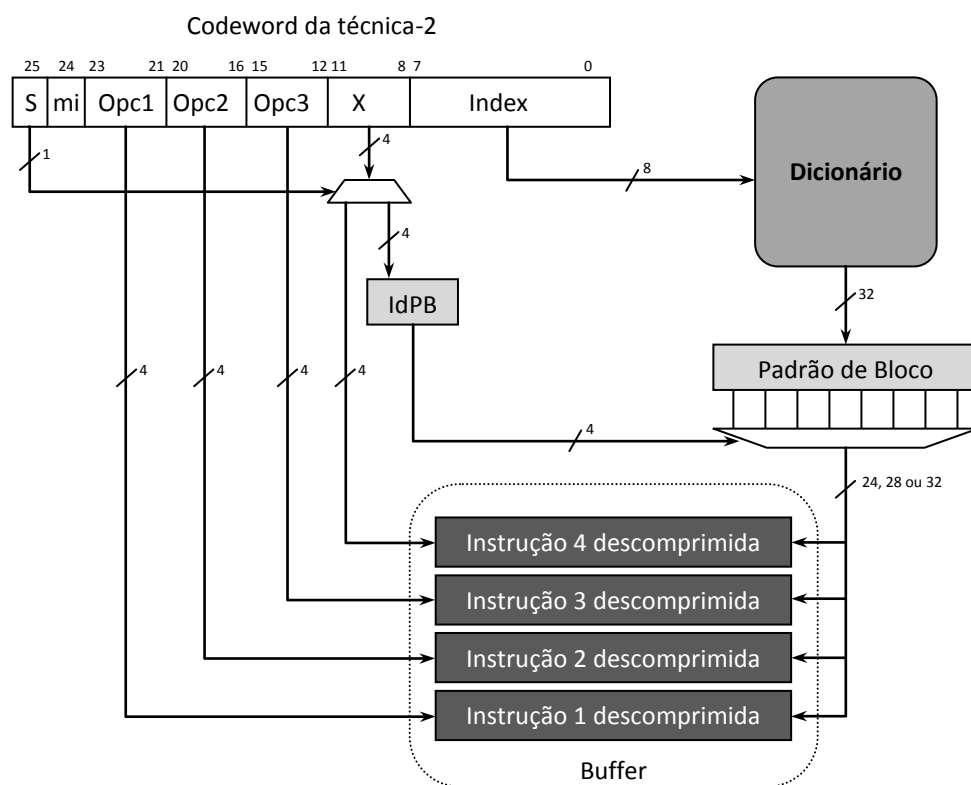 Codeword da técnica-2
25 24 23 21 20 16 15 12 11 8 7 0
S mi Opc1 Opc2 Opc3 X Index
4
1
8
Dicionário
4
IdPB
32
Padrão de Bloco
4 4 4 4
4
24, 28 ou 32
Instrução 4 descomprimida
Instrução 3 descomprimida
Instrução 2 descomprimida
Instrução 1 descomprimida
Buffer